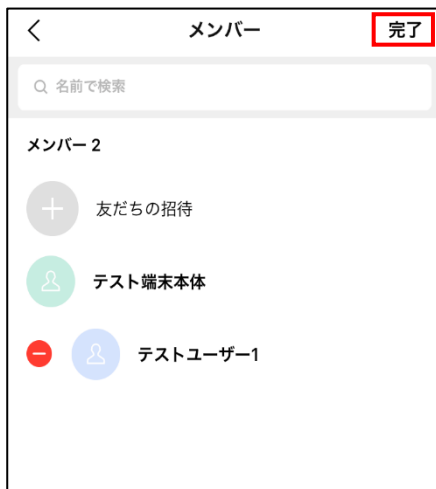 メンバー
完了
名前で検索
メンバー 2
友だちの招待
テスト端末本体
テストユーザー1